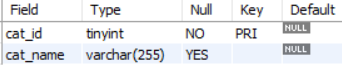 Field Type Null Key Default
cat_id tinyint NO PRI NULL
cat_name varchar(255) YES NULL